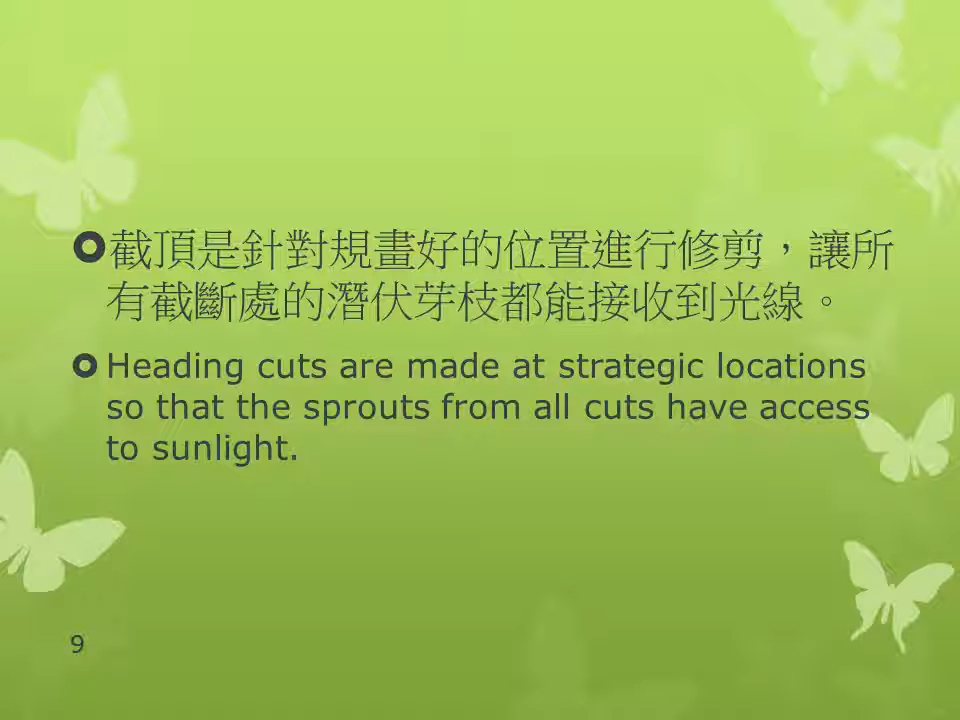 截頂是針對規畫好的位置進行修剪，讓所
有截斷處的潛伏芽枝都能接收到光線。
Heading cuts are made at strategic locations
so that the sprouts from all cuts have access
to sunlight.
9